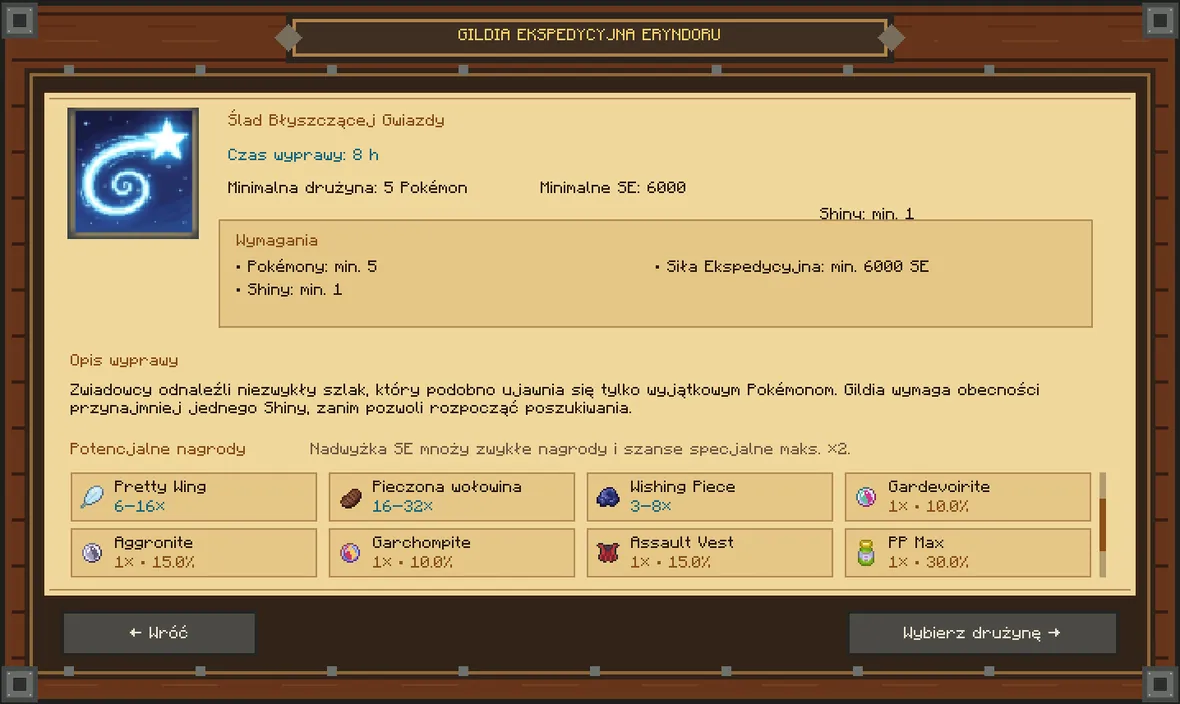 GILDIA EKSPEDYCYJNA ERYNDORU
Ślad Błyszczącej Gwiazdy
Czas wyprawy: 8 h
Minimalna drużyna: 5 Pokémon
Minimalne SE: 6000
Shiny: min. 1
Wymagania
• Pokémony: min. 5
• Siła Ekspedycyjna: min. 6000 SE
• Shiny: min. 1
Opis wyprawy
Zwiadowcy odnaleźli niezwykły szlak, który podobno ujawnia się tylko wyjątkowym Pokémonom. Gildia wymaga obecności
przynajmniej jednego Shiny, zanim pozwoli rozpocząć poszukiwania.
Potencjalne nagrody
Nadwyżka SE mnoży zwykłe nagrody i szanse specjalne maks. ×2.
Pretty Wing
6–16×
Pieczona wołowina
16–32×
Wishing Piece
3–8×
Gardevoirite
1× • 10.0%
Aggronite
1× • 15.0%
Garchompite
1× • 10.0%
Assault Vest
1× • 15.0%
PP Max
1× • 30.0%
← Wróć
Wybierz drużynę →